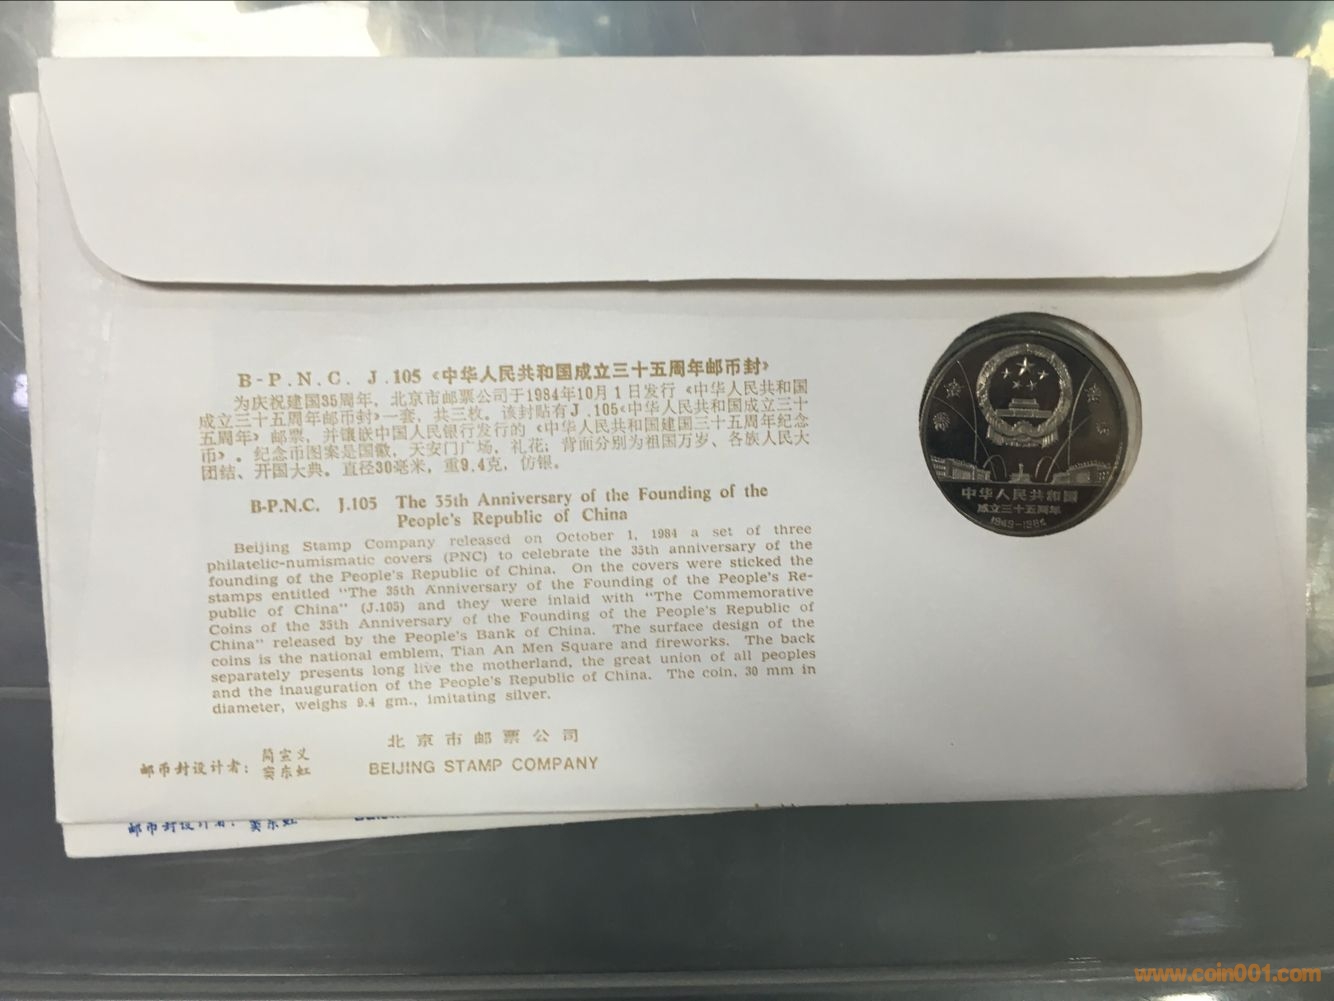 B-P.N.C. J.105《中华人民共和国成立三十五周年邮币封》
为庆祝建国35周年，北京市邮票公司于1984年10月1日发行《中华人民共和国
成立三十五周年邮币封》一套，共三枚。该封贴有J.105《中华人民共和国成立三十
五周年》邮票，并镶嵌中国人民银行发行的《中华人民共和国建国三十五周年纪念
币》。纪念币图案是国徽，天安门广场，礼花；背面分别为祖国万岁、各族人民大
团结、开国大典。直径30毫米，重9.4克，仿银。
B-P.N.C. J.105 The 35th Anniversary of the Founding of the
People's Republic of China
Beijing Stamp Company released on October 1, 1984 a set of three
philatelic-numismatic covers (PNC) to celebrate the 35th anniversary of the
founding of the People's Republic of China. On the covers were sticked the
stamps entitled "The 35th Anniversary of the Founding of the People's Re-
public of China" (J.105) and they were inlaid with "The Commemorative
Coins of the 35th Anniversary of the Founding of the People's Republic of
China" released by the People's Bank of China. The surface design of the
coins is the national emblem, Tian An Men Square and fireworks. The back
separately presents long live the motherland, the great union of all peoples
and the inauguration of the People's Republic of China. The coin, 30 mm in
diameter, weighs 9.4 gm., imitating silver.
北京市邮票公司
BEIJING STAMP COMPANY
邮币封设计者：
窦东虹
中华人民共和国
成立三十五周年
1949-1984
邮币封设计者：窦东虹
www.coin001.com